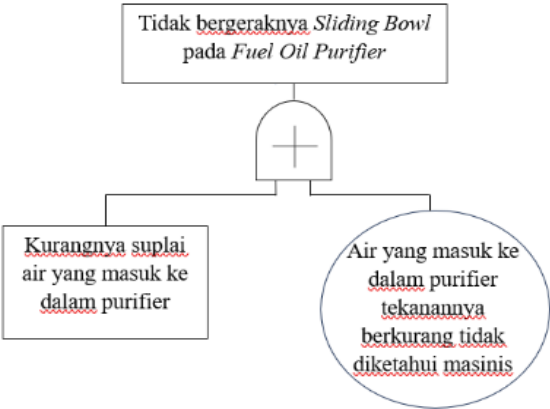 Tidak bergeraknya Sliding Bowl
pada Fuel Oil Purifier
Kurangnya suplai
air yang masuk ke
dalam purifier
Air yang masuk ke
dalam purifier
tekanannya
berkurang tidak
diketahui masinis